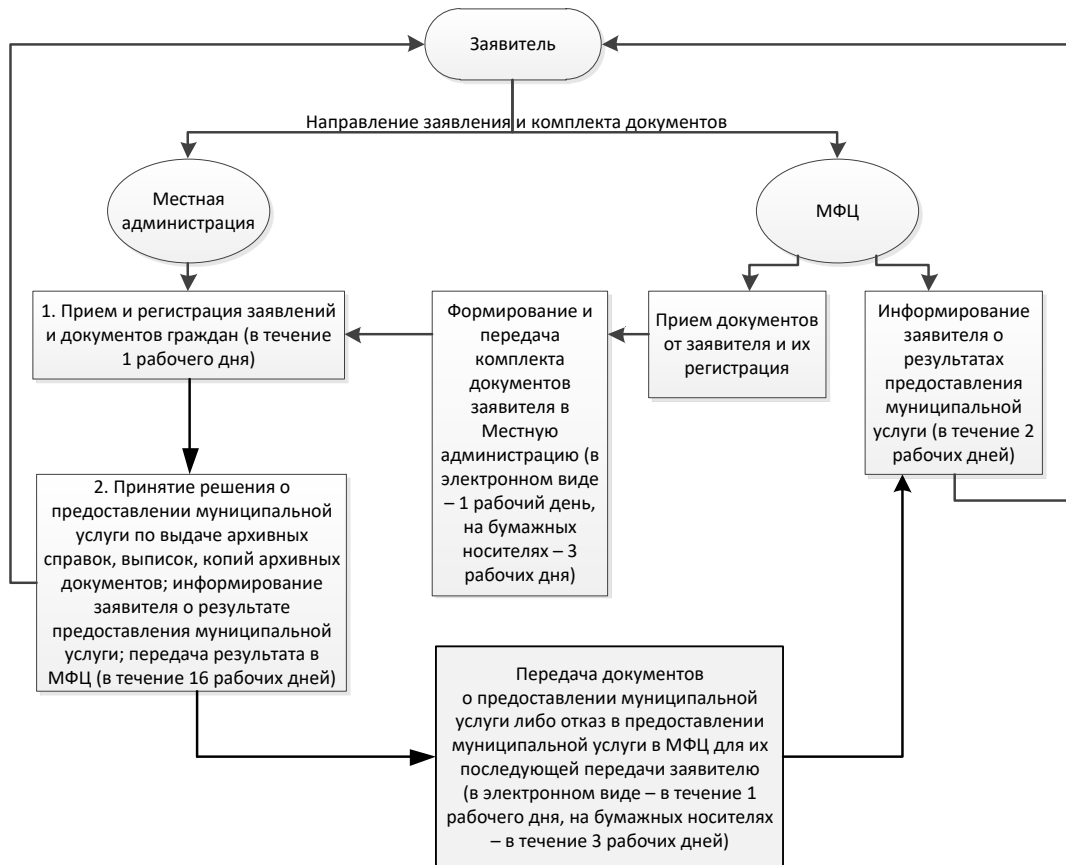 Заявитель
Направление заявления и комплекта документов
Местная
администрация
МФЦ
1. Прием и регистрация заявлений
и документов граждан (в течение
1 рабочего дня)
Формирование и
передача
комплекта
документов
заявителя в
Местную
администрацию (в
электронном виде
– 1 рабочий день,
на бумажных
носителях – 3
рабочих дня)
Прием документов
от заявителя и их
регистрация
Информирование
заявителя о
результатах
предоставления
муниципальной
услуги (в течение 2
рабочих дней)
2. Принятие решения о
предоставлении муниципальной
услуги по выдаче архивных
справок, выписок, копий архивных
документов; информирование
заявителя о результате
предоставления муниципальной
услуги; передача результата в
МФЦ (в течение 16 рабочих дней)
Передача документов
о предоставлении муниципальной
услуги либо отказ в предоставлении
муниципальной услуги в МФЦ для их
последующей передачи заявителю
(в электронном виде – в течение 1
рабочего дня, на бумажных носителях
– в течение 3 рабочих дней)